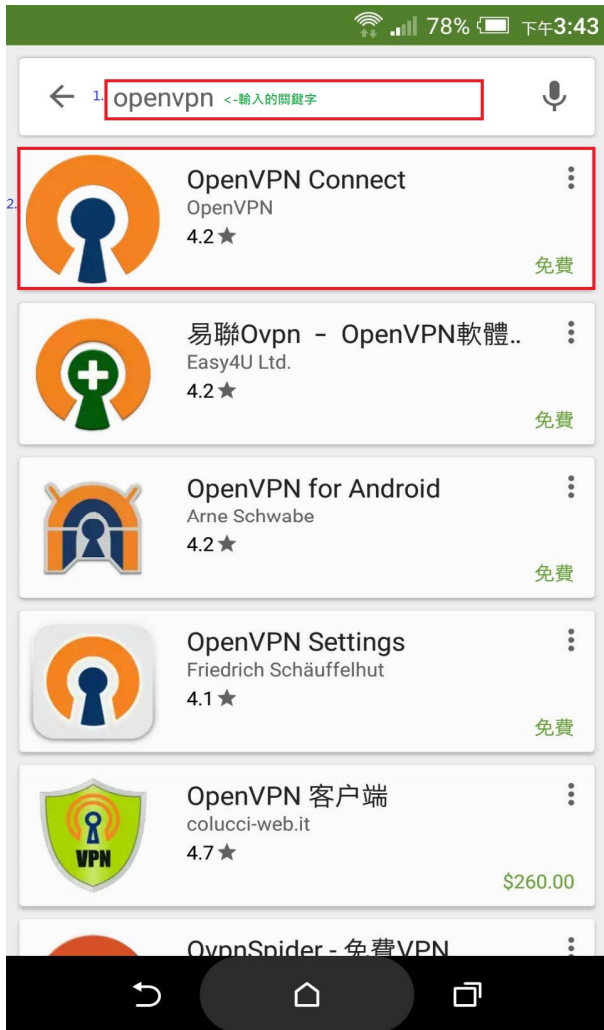 78% 下午3:43
1. openvpn <-輸入的關鍵字
2.
OpenVPN Connect
OpenVPN
4.2★
免費
易聯Ovpn - OpenVPN軟體..
Easy4U Ltd.
4.2★
免費
OpenVPN for Android
Arne Schwabe
4.2★
免費
OpenVPN Settings
Friedrich Schäuffelhut
4.1★
免費
VPN
OpenVPN 客户端
colucci-web.it
4.7★
$260.00
OvpnSpider - 免費VPN